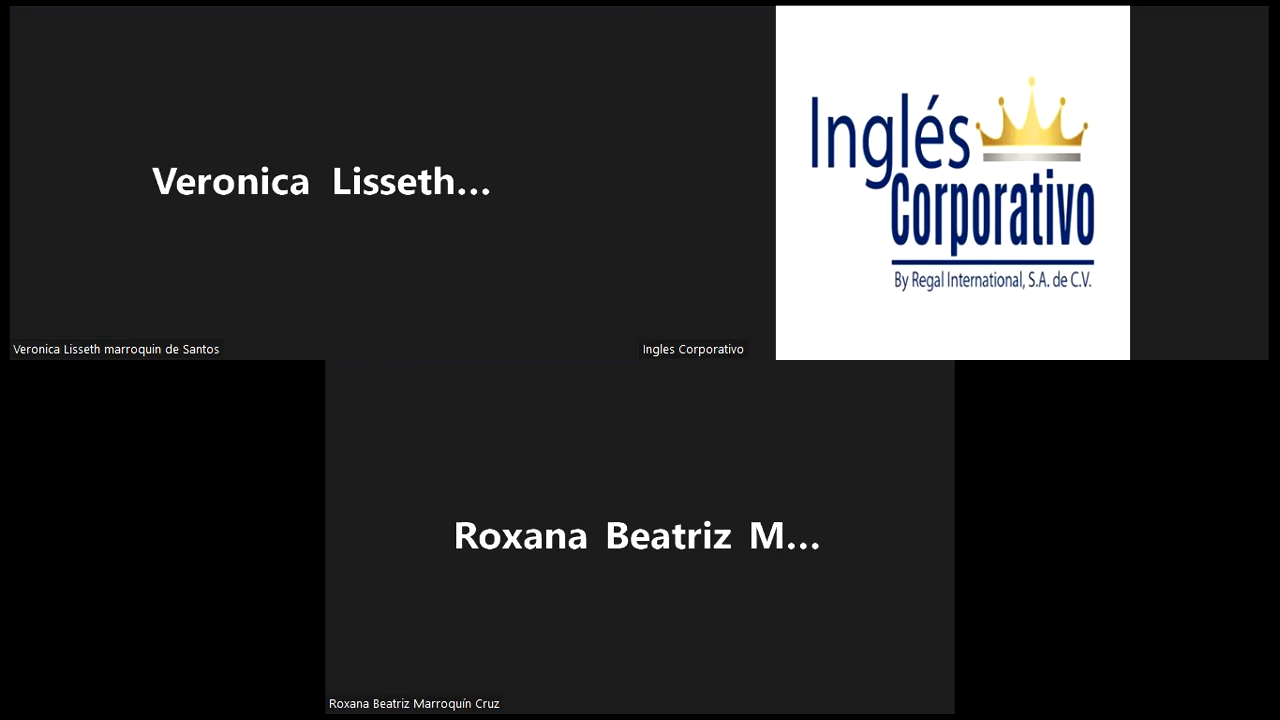 Veronica Lisseth...
Inglés
Corporativo
By Regal International, S.A. de C.V.
Veronica Lisseth marroquin de Santos
Ingles Corporativo
Roxana Beatriz M...
Roxana Beatriz Marroquín Cruz